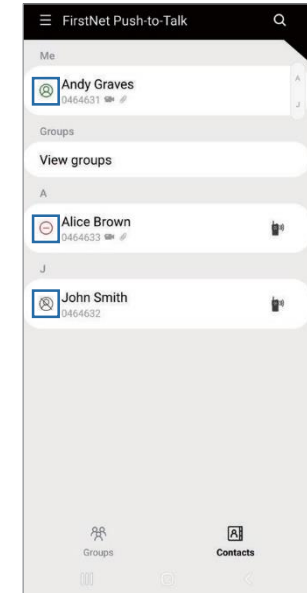 FirstNet Push-to-Talk
Me
A
Andy Graves
0464631
J
Groups
View groups
A
Alice Brown
0464633
J
John Smith
0464632
Groups
Contacts